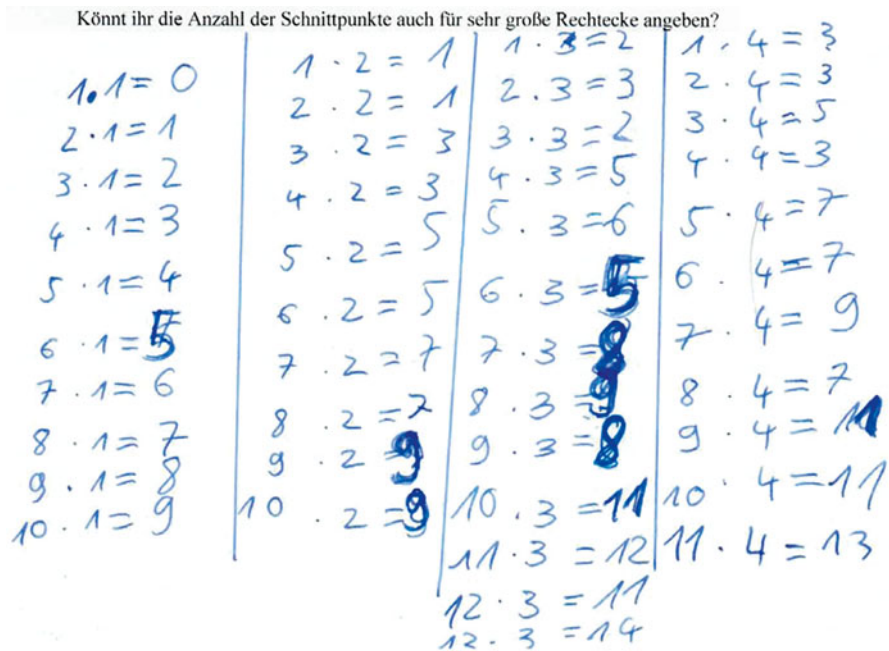 Könnt ihr die Anzahl der Schnittpunkte auch für sehr große Rechtecke angeben?
1 · 1 = 0
2 · 1 = 1
3 · 1 = 2
4 · 1 = 3
5 · 1 = 4
6 · 1 = 5
7 · 1 = 6
8 · 1 = 7
9 · 1 = 8
10 · 1 = 9
1 · 2 = 1
2 · 2 = 1
3 · 2 = 3
4 · 2 = 3
5 · 2 = 5
6 · 2 = 5
7 · 2 = 7
8 · 2 = 7
9 · 2 = 9
10 · 2 = 9
1 · 3 = 2
2 · 3 = 3
3 · 3 = 2
4 · 3 = 5
5 · 3 = 6
6 · 3 = 5
7 · 3 = 8
8 · 3 = 9
9 · 3 = 8
10 · 3 = 11
11 · 3 = 12
12 · 3 = 11
12 · 3 = 14
1 · 4 = 3
2 · 4 = 3
3 · 4 = 5
4 · 4 = 3
5 · 4 = 7
6 · 4 = 7
7 · 4 = 9
8 · 4 = 7
9 · 4 = 11
10 · 4 = 11
11 · 4 = 13